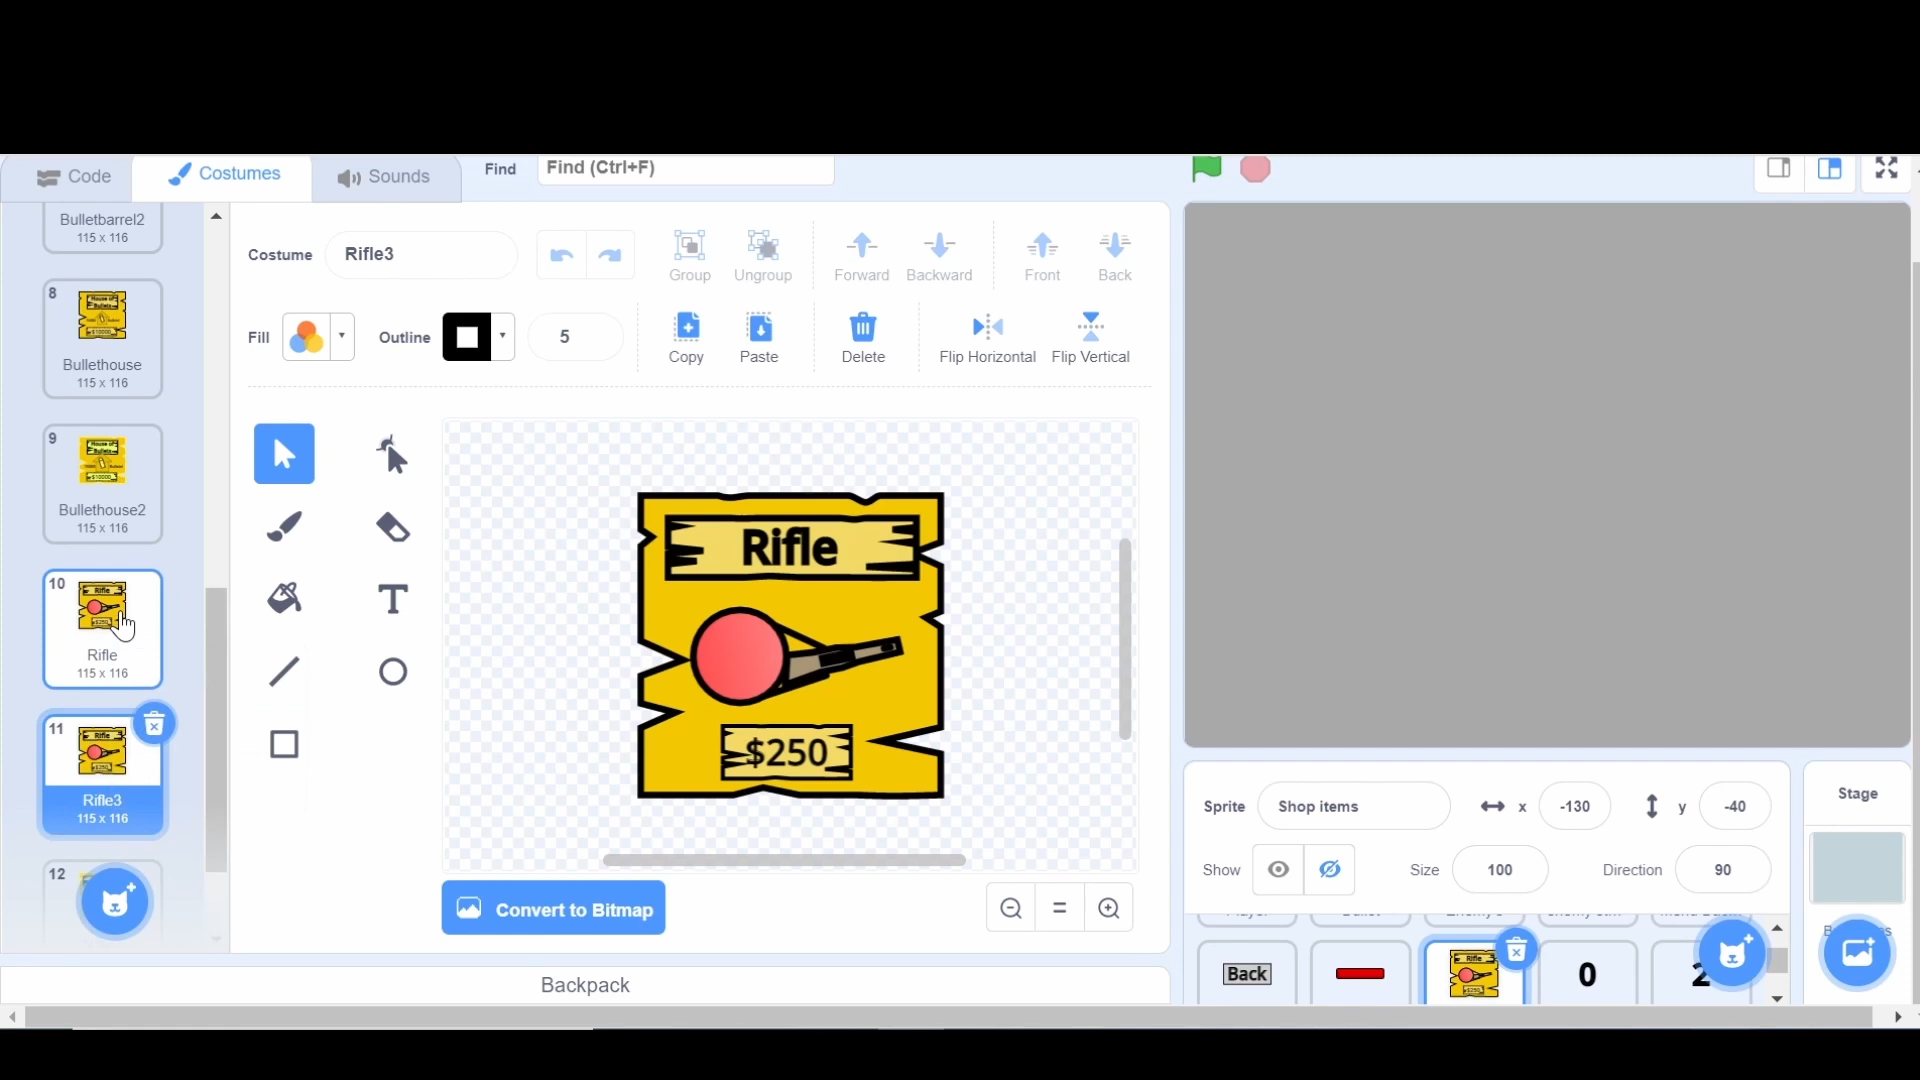 Code
Costumes
Sounds
Find
Find (Ctrl+F)
Bulletbarrel2
115 x 116
8
Bullethouse
115 x 116
9
Bullethouse2
115 x 116
10
Rifle
115 x 116
11
Rifle3
115 x 116
12
Costume
Rifle3
Group
Ungroup
Forward
Backward
Front
Back
Fill
Outline
5
Copy
Paste
Delete
Flip Horizontal
Flip Vertical
Rifle
$250
Convert to Bitmap
Backpack
Sprite
Shop items
x
-130
y
-40
Show
Size
100
Direction
90
Stage
Back
Rifle
$250
0
2